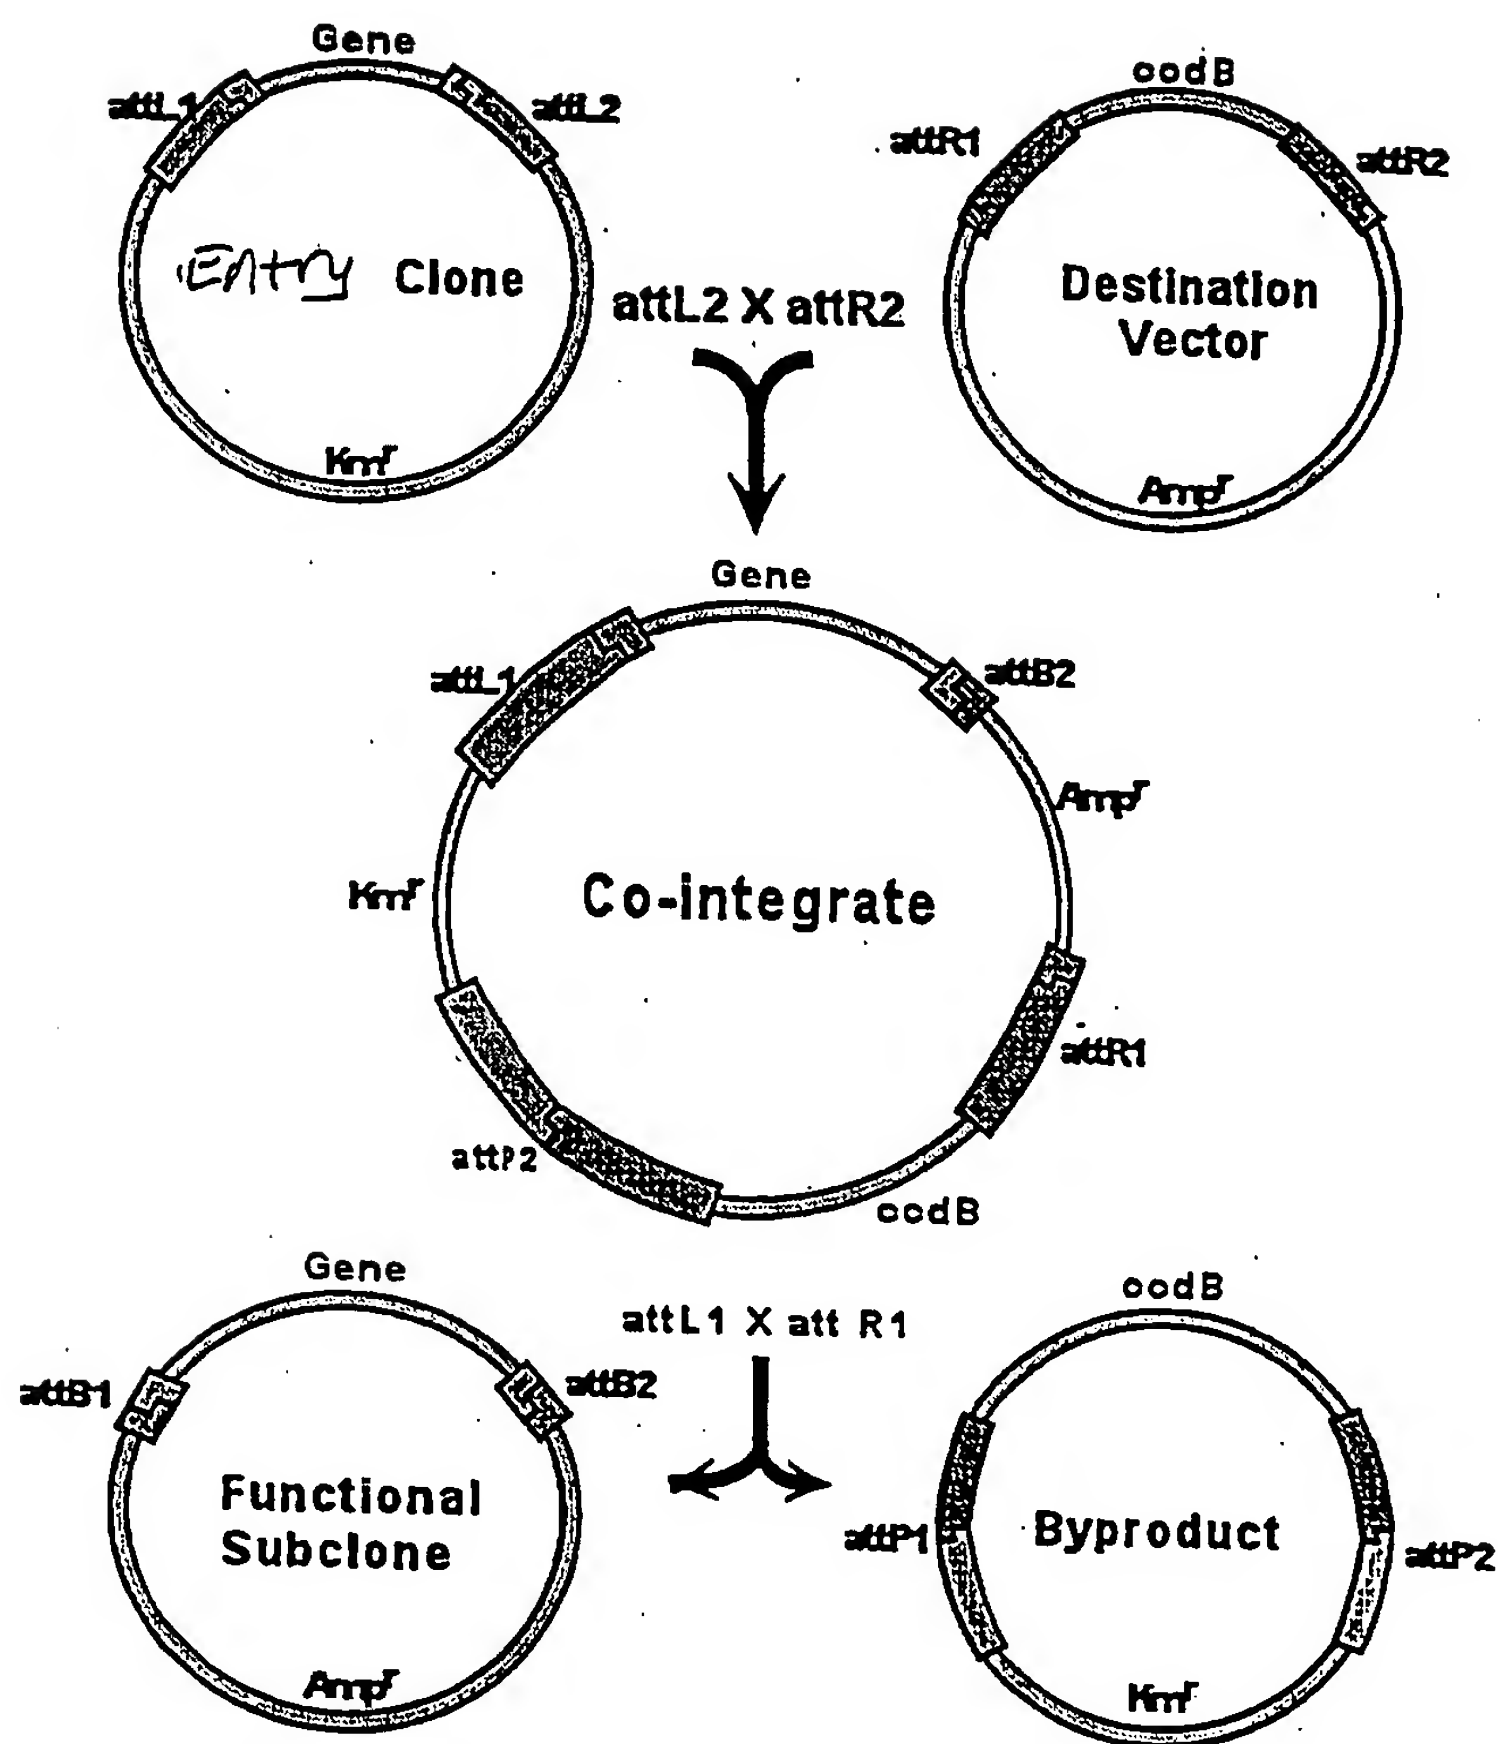 Gene
attL1
attL2
Entry Clone
Kmr
ccdB
attR1
attR2
Destination
Vector
Ampr
attL2 X attR2
Gene
attL1
attB2
Ampr
Kmr
Co-integrate
attR1
attP2
ccdB
Gene
attB1
attB2
Functional
Subclone
Ampr
attL1 X att R1
ccdB
attP1
Byproduct
attP2
Kmr